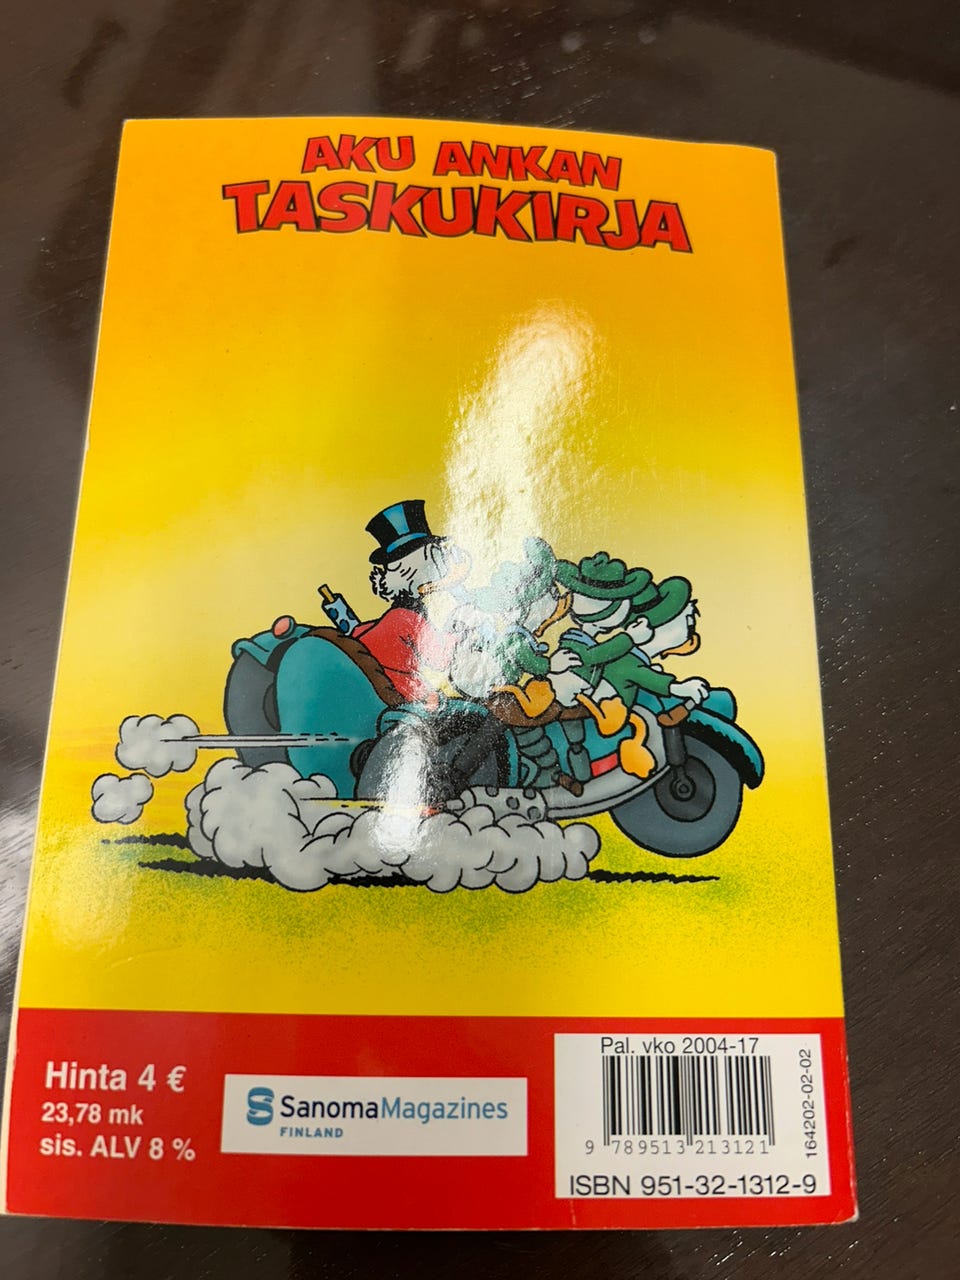 AKU ANKAN
TASKUKIRJA
Hinta 4 €
23,78 mk
sis. ALV 8 %
SanomaMagazines
FINLAND
Pal. vko 2004-17
9 789513 213121
164202-02-02
ISBN 951-32-1312-9